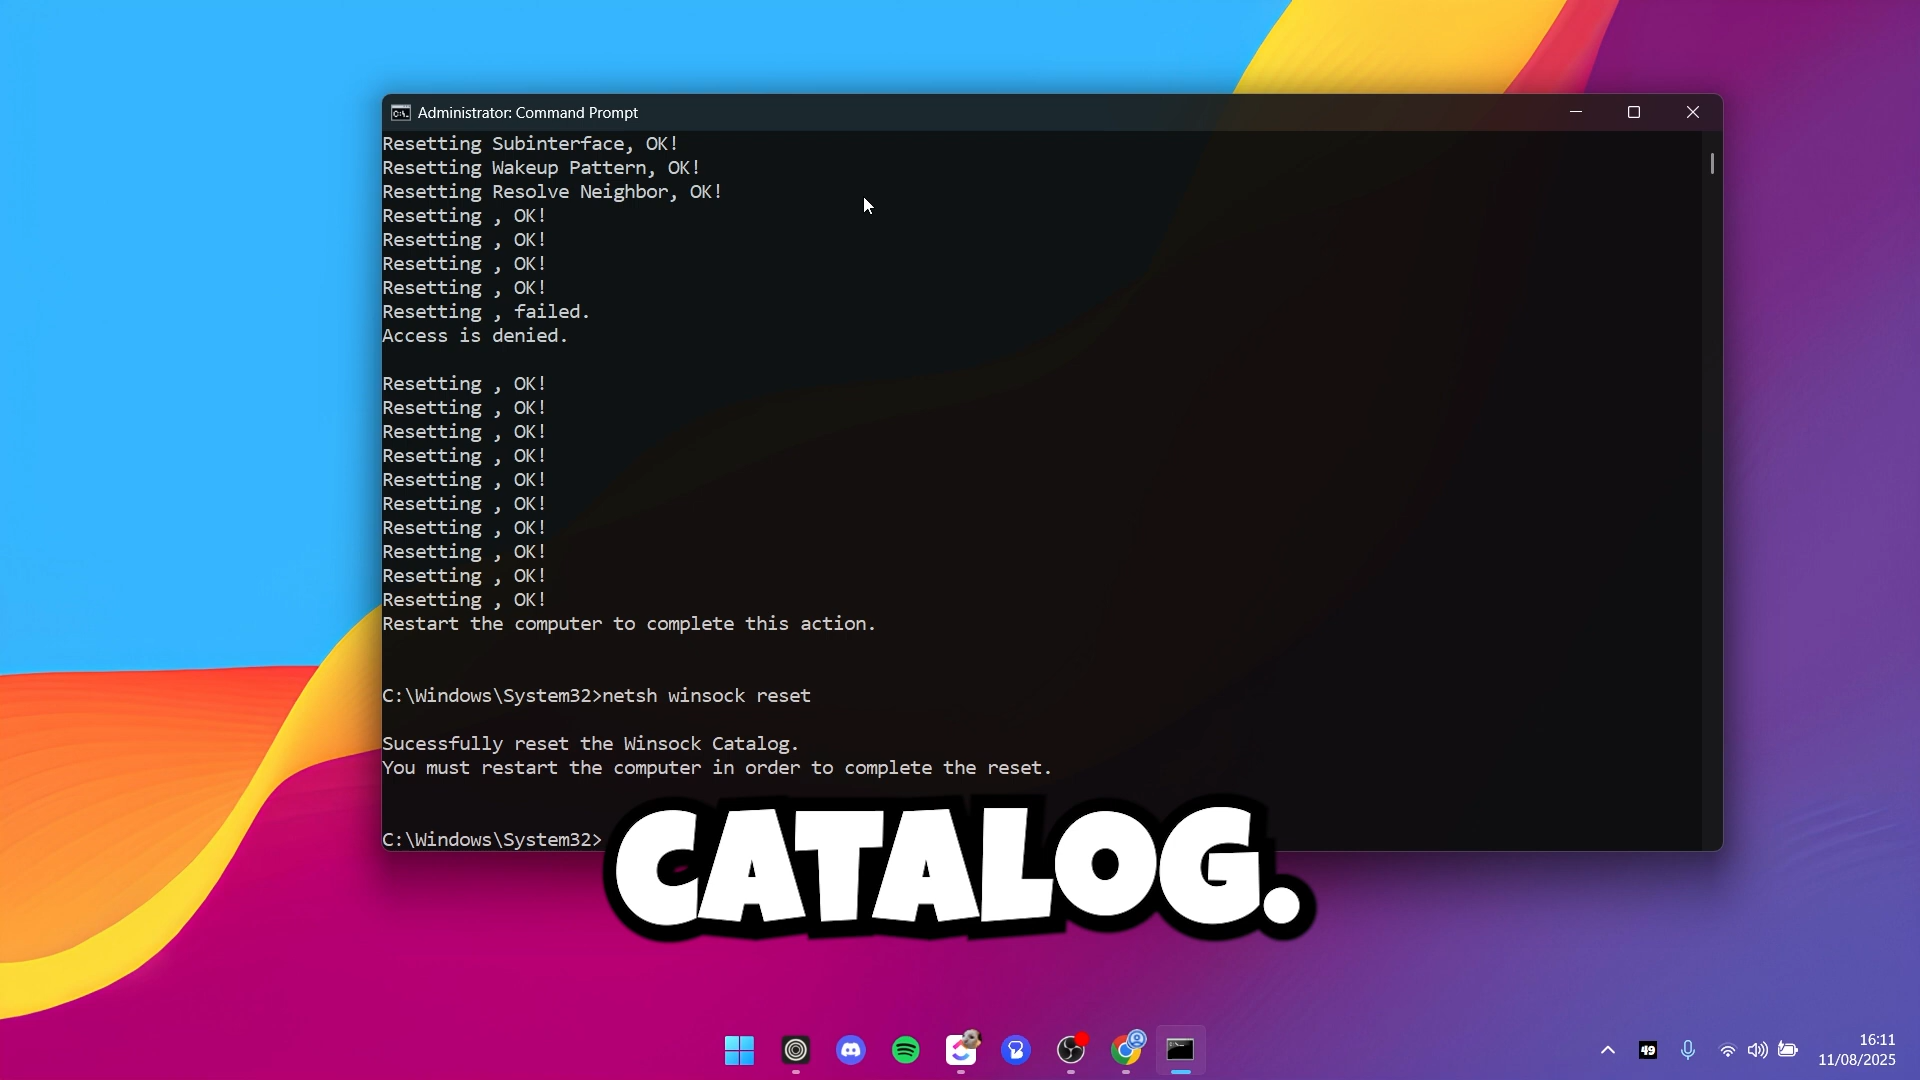 Administrator: Command Prompt
Resetting Subinterface, OK!
Resetting Wakeup Pattern, OK!
Resetting Resolve Neighbor, OK!
Resetting , OK!
Resetting , OK!
Resetting , OK!
Resetting , OK!
Resetting , failed.
Access is denied.
Resetting , OK!
Resetting , OK!
Resetting , OK!
Resetting , OK!
Resetting , OK!
Resetting , OK!
Resetting , OK!
Resetting , OK!
Resetting , OK!
Resetting , OK!
Restart the computer to complete this action.
C:\Windows\System32>netsh winsock reset
Sucessfully reset the Winsock Catalog.
You must restart the computer in order to complete the reset.
C:\Windows\System32>
CATALOG.
49
16:11
11/08/2025